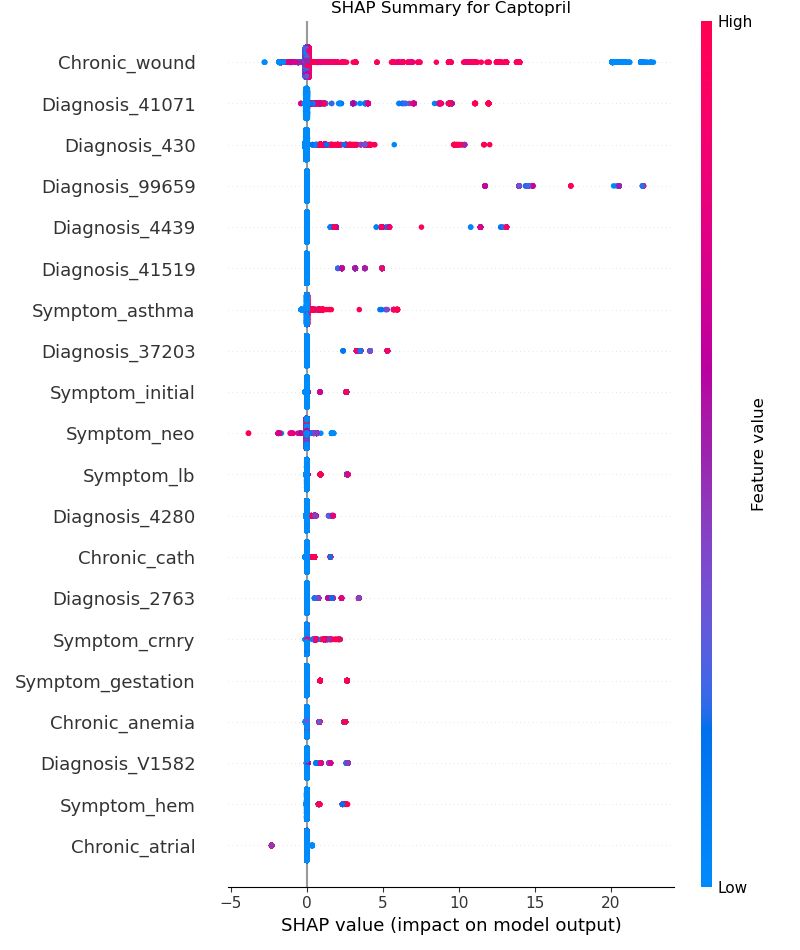 SHAP Summary for Captopril
High
Chronic_wound
Diagnosis_41071
Diagnosis_430
Diagnosis_99659
Diagnosis_4439
Diagnosis_41519
Symptom_asthma
Diagnosis_37203
Symptom_initial
Symptom_neo
Symptom_lb
Diagnosis_4280
Chronic_cath
Diagnosis_2763
Symptom_crnry
Symptom_gestation
Chronic_anemia
Diagnosis_V1582
Symptom_hem
Chronic_atrial
Feature value
Low
−5 0 5 10 15 20
SHAP value (impact on model output)